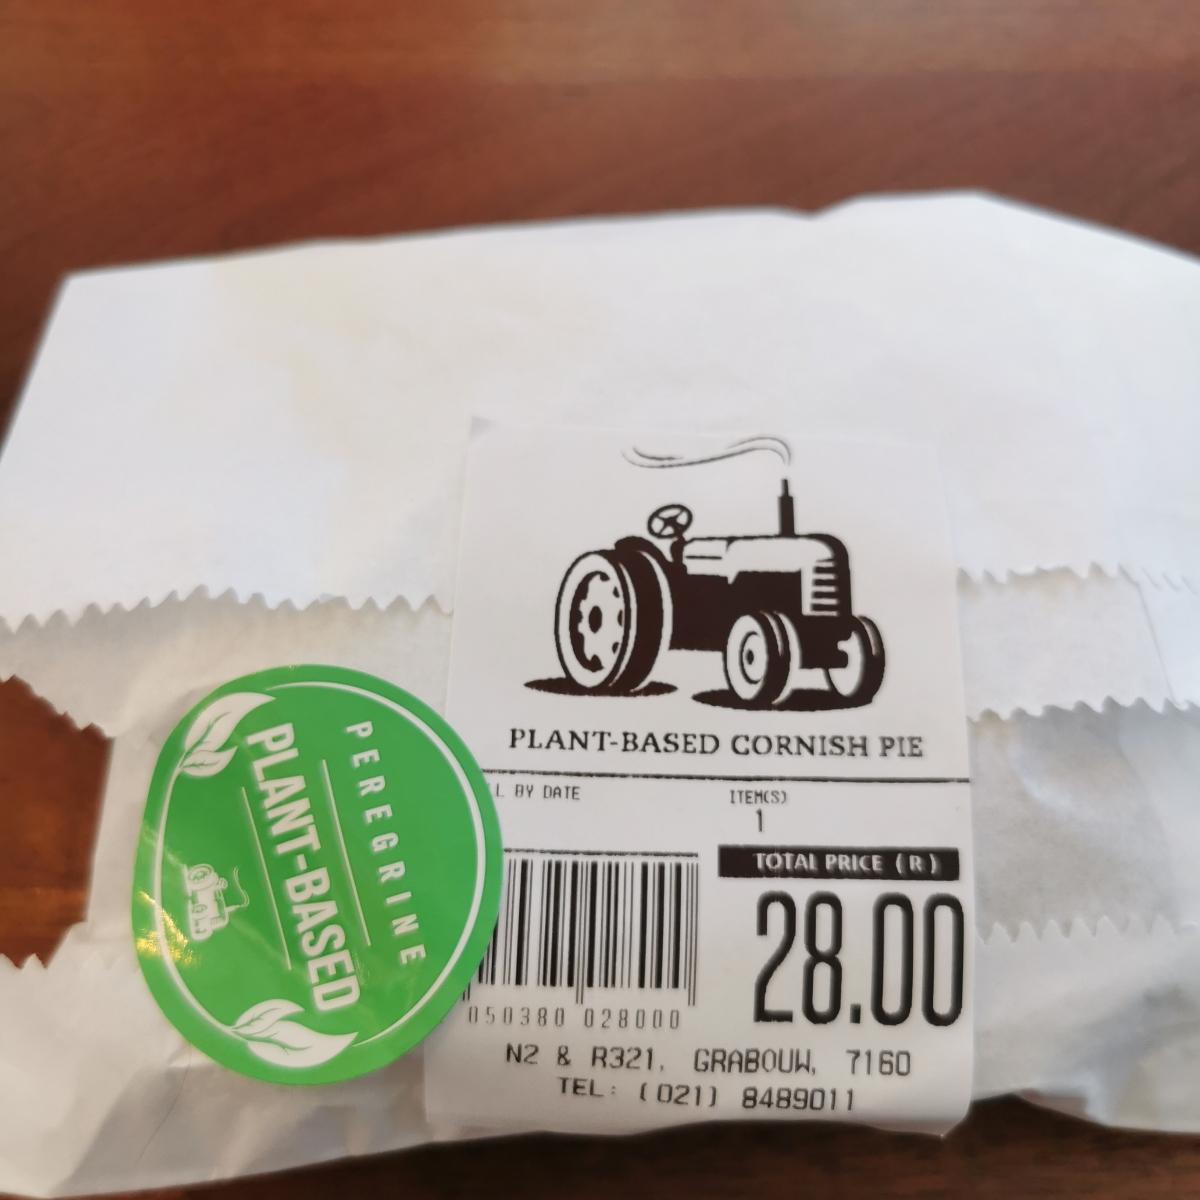 PLANT-BASED CORNISH PIE
L BY DATE
ITEM(S)
1
TOTAL PRICE (R)
28.00
050380 028000
N2 & R321, GRABOUW, 7160
TEL: (021) 8489011
PEREGRINE
PLANT-BASED